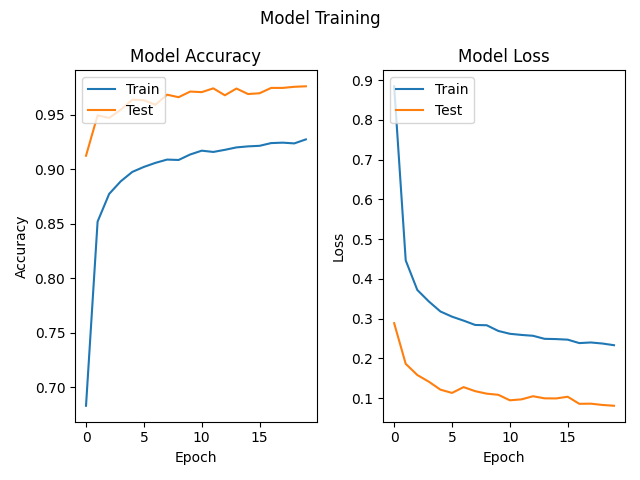 Model Training
Model Accuracy
Train
Test
0.95
0.90
0.85
0.80
0.75
0.70
Accuracy
0 5 10 15
Epoch
Model Loss
Train
Test
0.9
0.8
0.7
0.6
0.5
0.4
0.3
0.2
0.1
Loss
0 5 10 15
Epoch